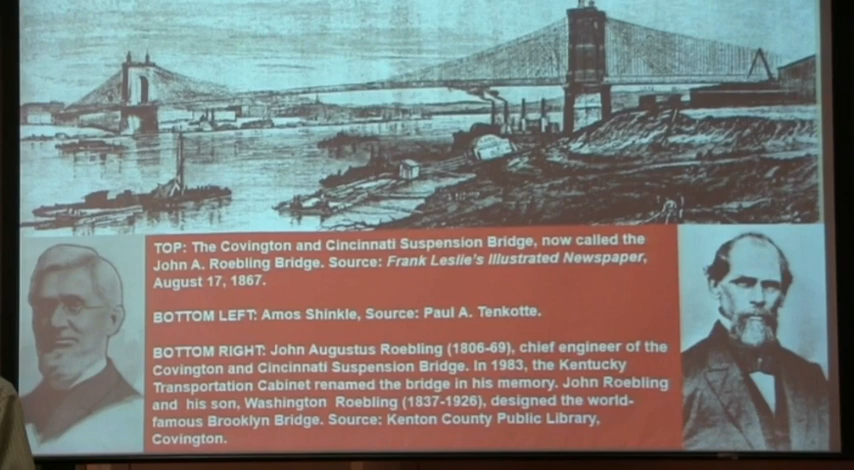 TOP: The Covington and Cincinnati Suspension Bridge, now called the
John A. Roebling Bridge. Source: Frank Leslie's Illustrated Newspaper,
August 17, 1867.
BOTTOM LEFT: Amos Shinkle, Source: Paul A. Tenkotte.
BOTTOM RIGHT: John Augustus Roebling (1806-69), chief engineer of the
Covington and Cincinnati Suspension Bridge. In 1983, the Kentucky
Transportation Cabinet renamed the bridge in his memory. John Roebling
and his son, Washington Roebling (1837-1926), designed the world-
famous Brooklyn Bridge. Source: Kenton County Public Library,
Covington.